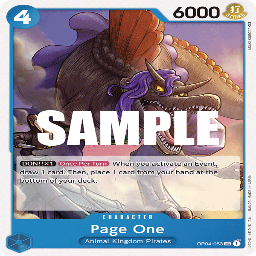 4
6000
SAMPLE
DON!!×1 Once Per Turn When you activate an Event,
draw 1 card. Then, place 1 card from your hand at the
bottom of your deck.
CHARACTER
Page One
Animal Kingdom Pirates